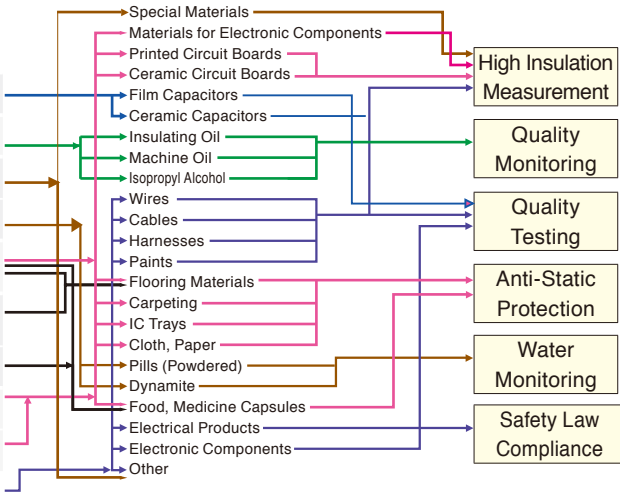 Special Materials
Materials for Electronic Components
Printed Circuit Boards
Ceramic Circuit Boards
Film Capacitors
Ceramic Capacitors
Insulating Oil
Machine Oil
Isopropyl Alcohol
Wires
Cables
Harnesses
Paints
Flooring Materials
Carpeting
IC Trays
Cloth, Paper
Pills (Powdered)
Dynamite
Food, Medicine Capsules
Electrical Products
Electronic Components
Other
High Insulation
Measurement
Quality
Monitoring
Quality
Testing
Anti-Static
Protection
Water
Monitoring
Safety Law
Compliance